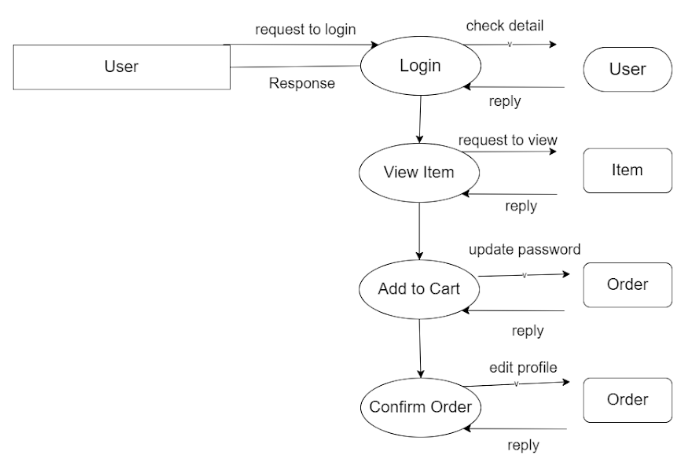 request to login
check detail
User
Login
User
Response
reply
request to view
View Item
Item
reply
update password
Add to Cart
Order
reply
edit profile
Confirm Order
Order
reply